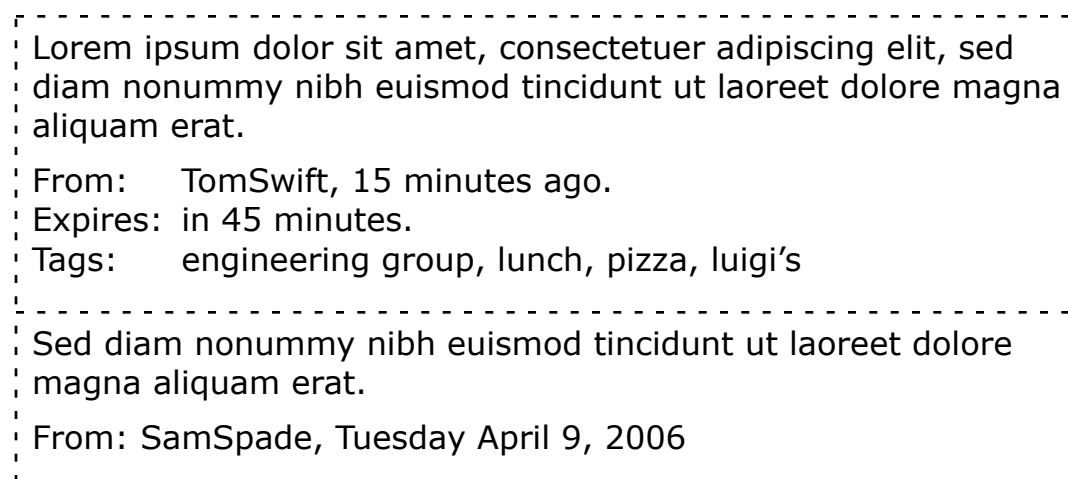 Lorem ipsum dolor sit amet, consectetuer adipiscing elit, sed
diam nonummy nibh euismod tincidunt ut laoreet dolore magna
aliquam erat.
From: TomSwift, 15 minutes ago.
Expires: in 45 minutes.
Tags: engineering group, lunch, pizza, luigi’s
Sed diam nonummy nibh euismod tincidunt ut laoreet dolore
magna aliquam erat.
From: SamSpade, Tuesday April 9, 2006